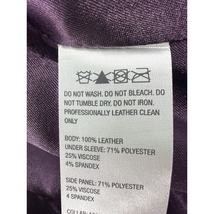 DO NOT WASH. DO NOT BLEACH.
DO NOT TUMBLE DRY. DO NOT IRON.
PROFESSIONALLY LEATHER CLEAN
ONLY
BODY: 100% LEATHER
UNDER SLEEVE: 71% POLYESTER
25% VISCOSE
4% SPANDEX
SIDE PANEL: 71% POLYESTER
25% VISCOSE
4% SPANDEX